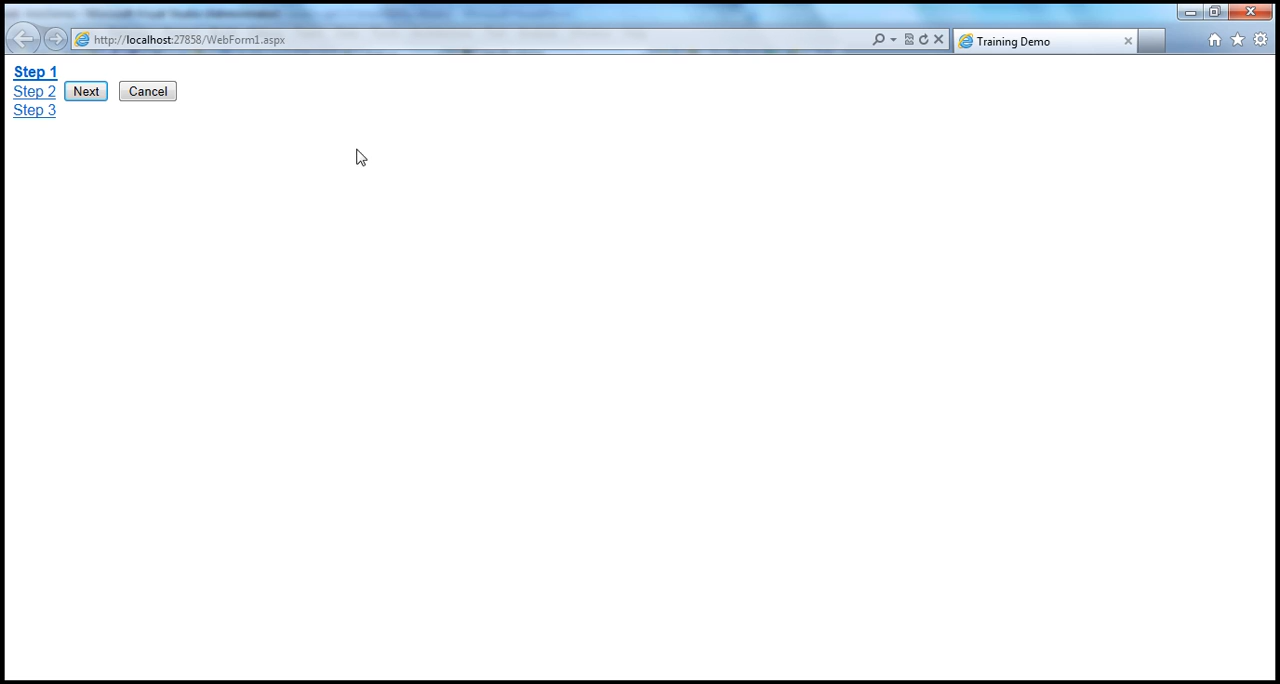 http://localhost:27858/WebForm1.aspx
Training Demo
Step 1
Step 2 Next Cancel
Step 3